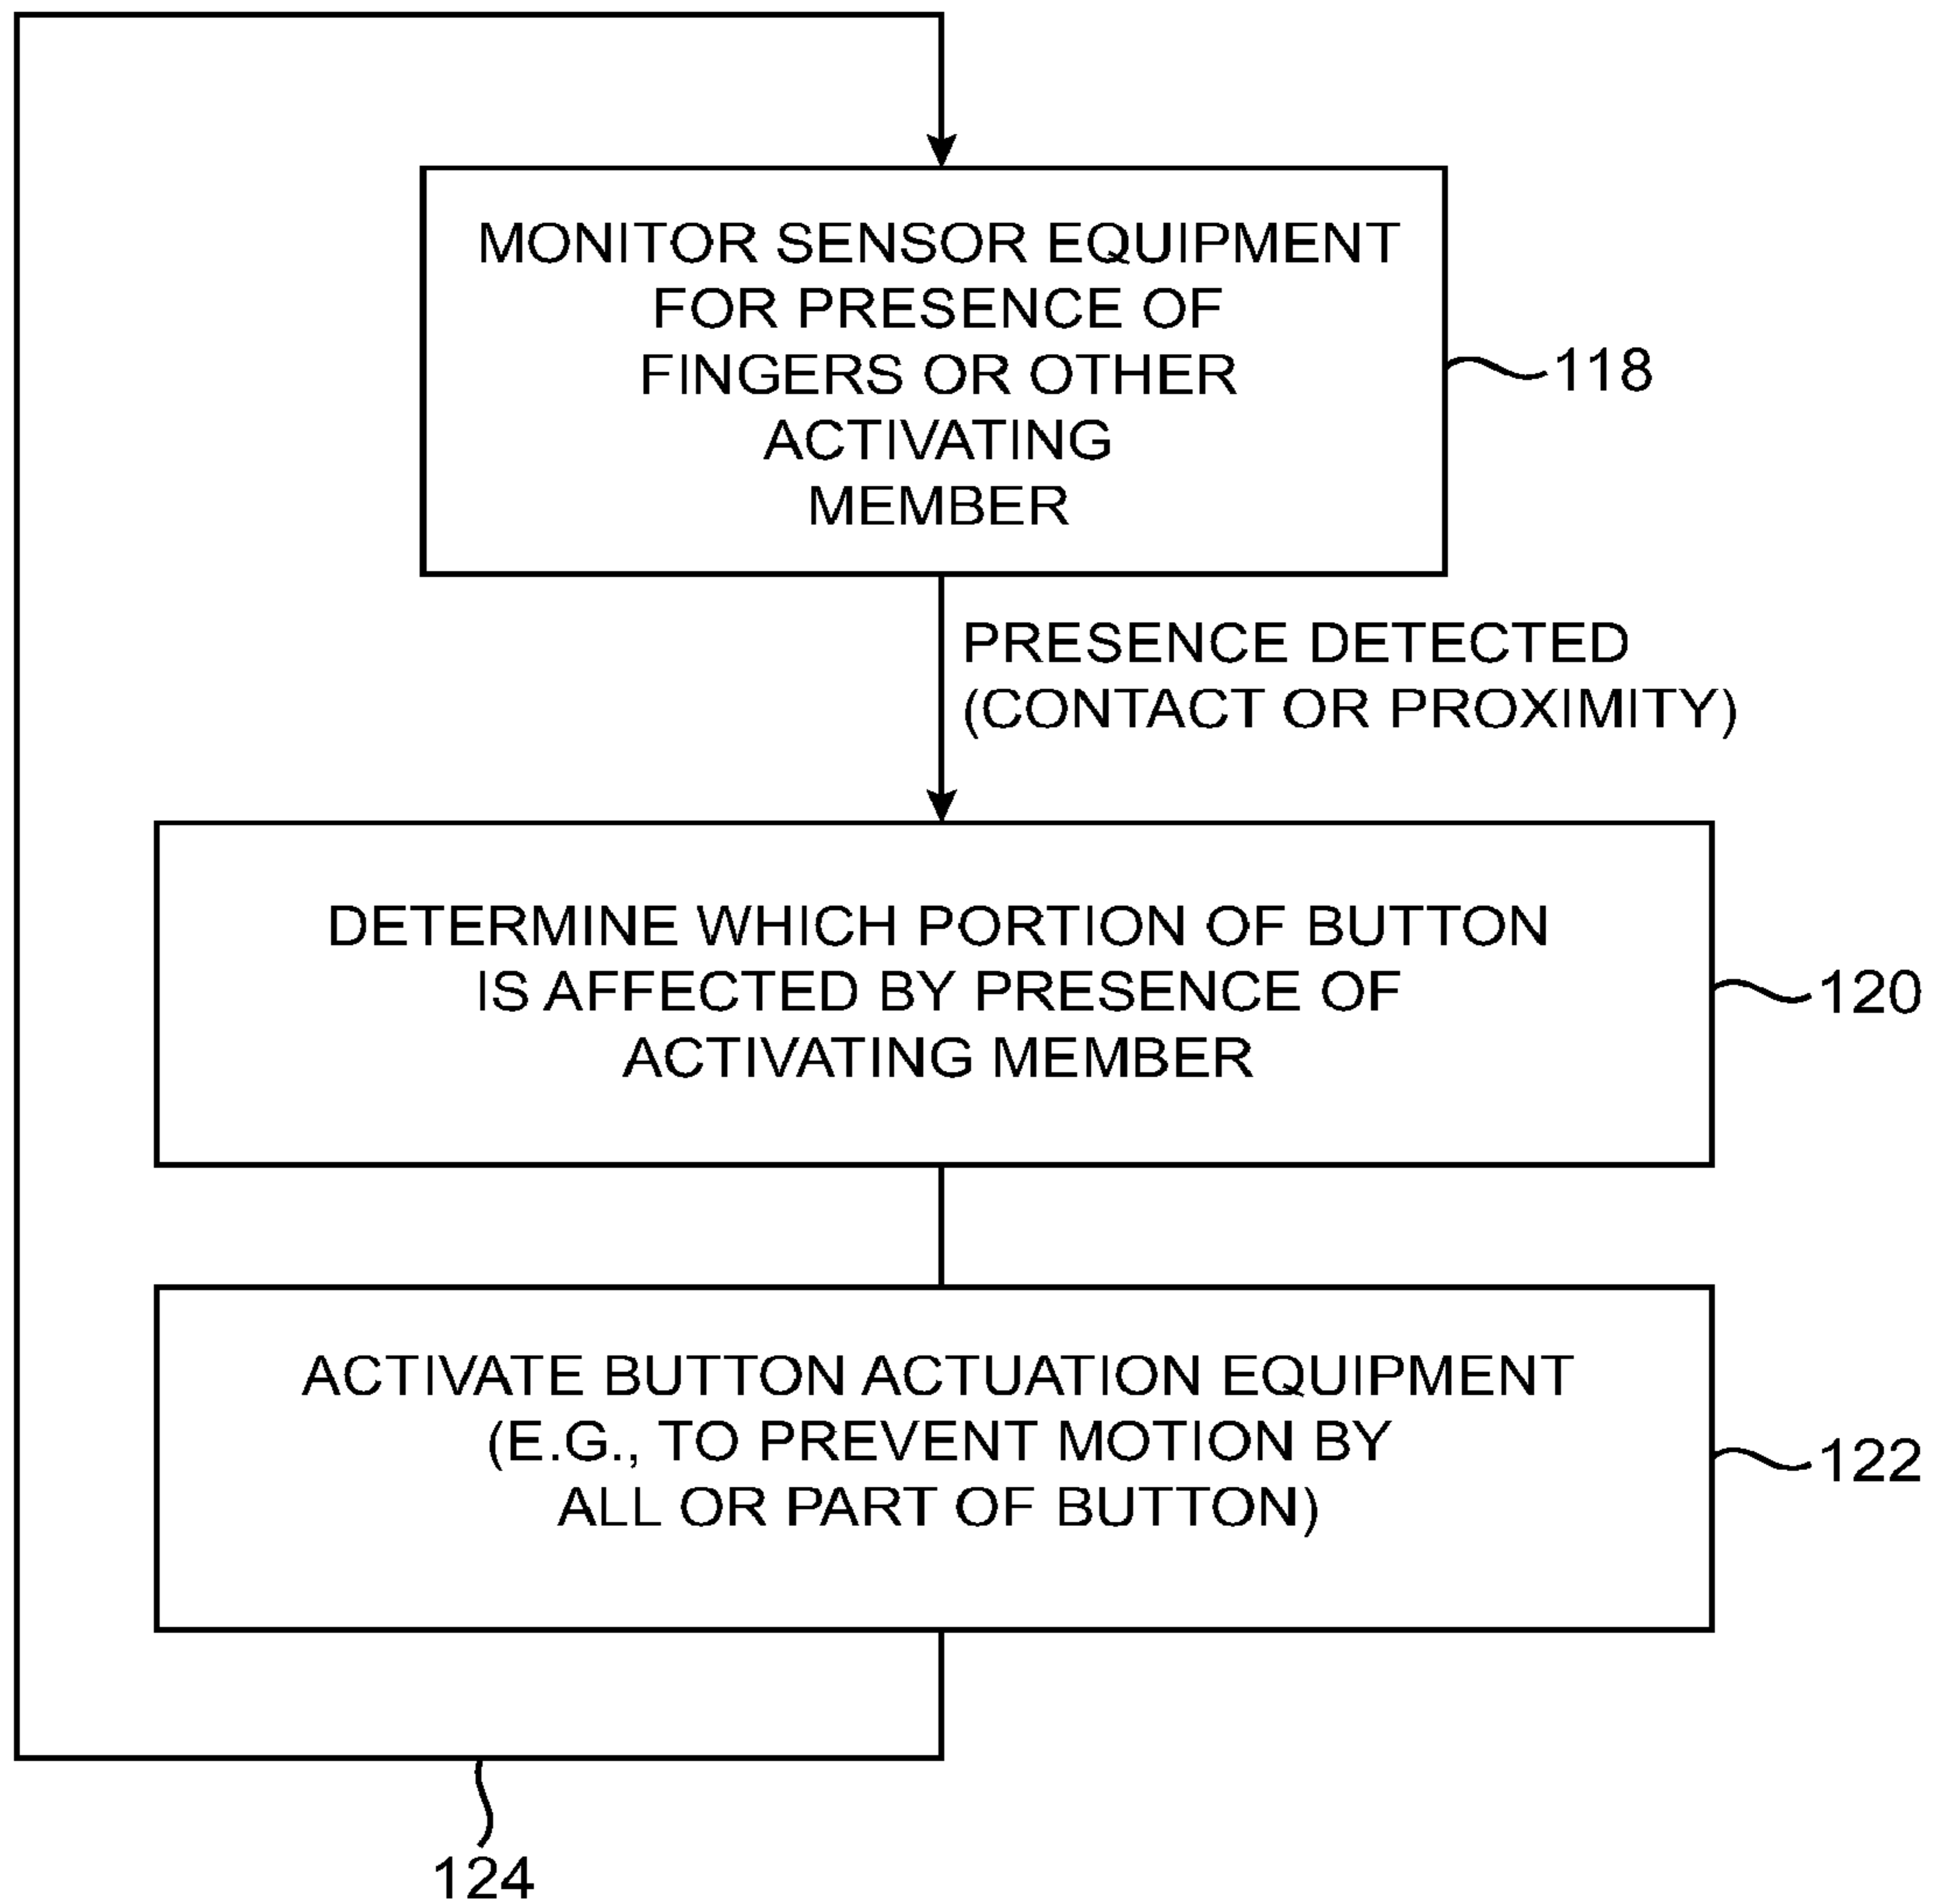 MONITOR SENSOR EQUIPMENT
FOR PRESENCE OF
FINGERS OR OTHER
ACTIVATING
MEMBER
118
PRESENCE DETECTED
(CONTACT OR PROXIMITY)
DETERMINE WHICH PORTION OF BUTTON
IS AFFECTED BY PRESENCE OF
ACTIVATING MEMBER
120
ACTIVATE BUTTON ACTUATION EQUIPMENT
(E.G., TO PREVENT MOTION BY
ALL OR PART OF BUTTON)
122
124